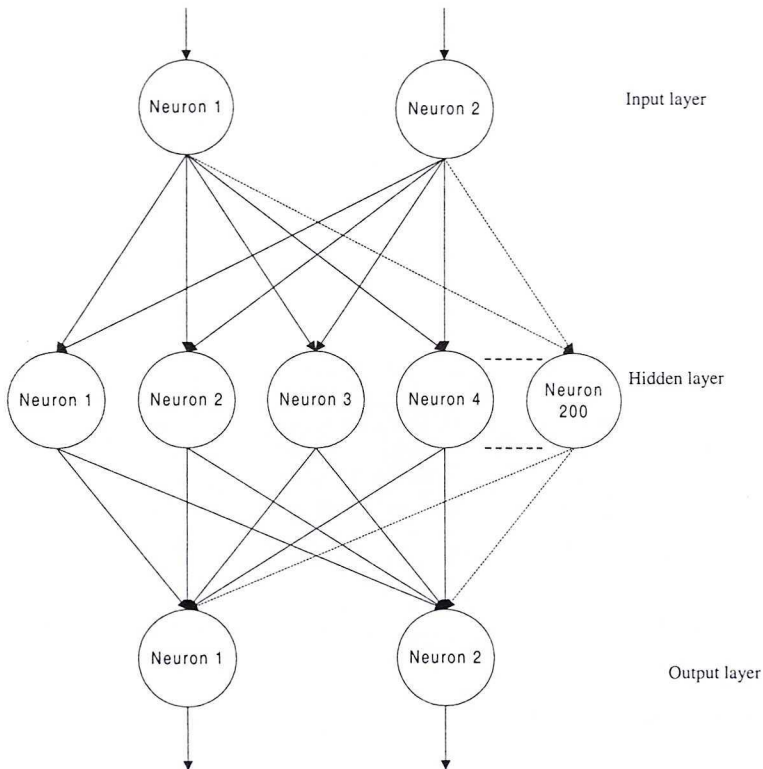 Neuron 1
Neuron 2
Input layer
Neuron 1
Neuron 2
Neuron 3
Neuron 4
Neuron
200
Hidden layer
Neuron 1
Neuron 2
Output layer